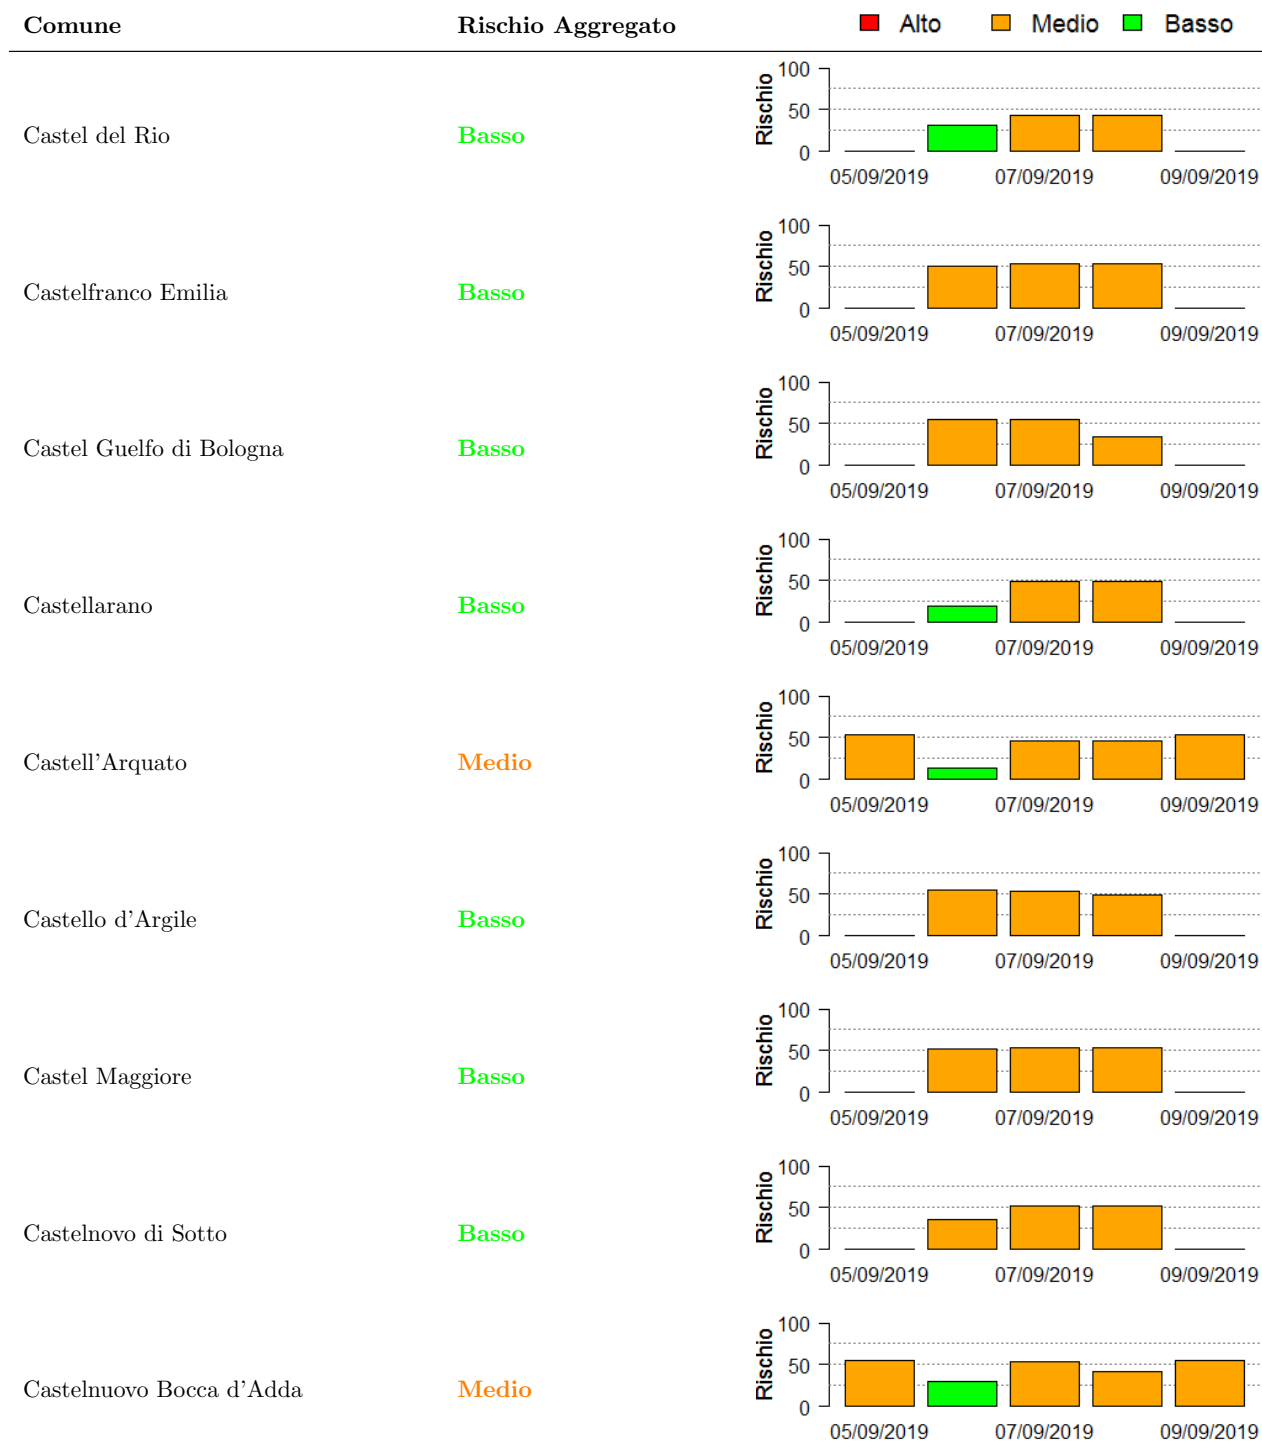 Comune Rischio Aggregato Alto Medio Basso
Castel del Rio Basso Rischio 100 50 0
05/09/2019 07/09/2019 09/09/2019
Castelfranco Emilia Basso Rischio 100 50 0
05/09/2019 07/09/2019 09/09/2019
Castel Guelfo di Bologna Basso Rischio 100 50 0
05/09/2019 07/09/2019 09/09/2019
Castellarano Basso Rischio 100 50 0
05/09/2019 07/09/2019 09/09/2019
Castell'Arquato Medio Rischio 100 50 0
05/09/2019 07/09/2019 09/09/2019
Castello d'Argile Basso Rischio 100 50 0
05/09/2019 07/09/2019 09/09/2019
Castel Maggiore Basso Rischio 100 50 0
05/09/2019 07/09/2019 09/09/2019
Castelnovo di Sotto Basso Rischio 100 50 0
05/09/2019 07/09/2019 09/09/2019
Castelnuovo Bocca d'Adda Medio Rischio 100 50 0
05/09/2019 07/09/2019 09/09/2019